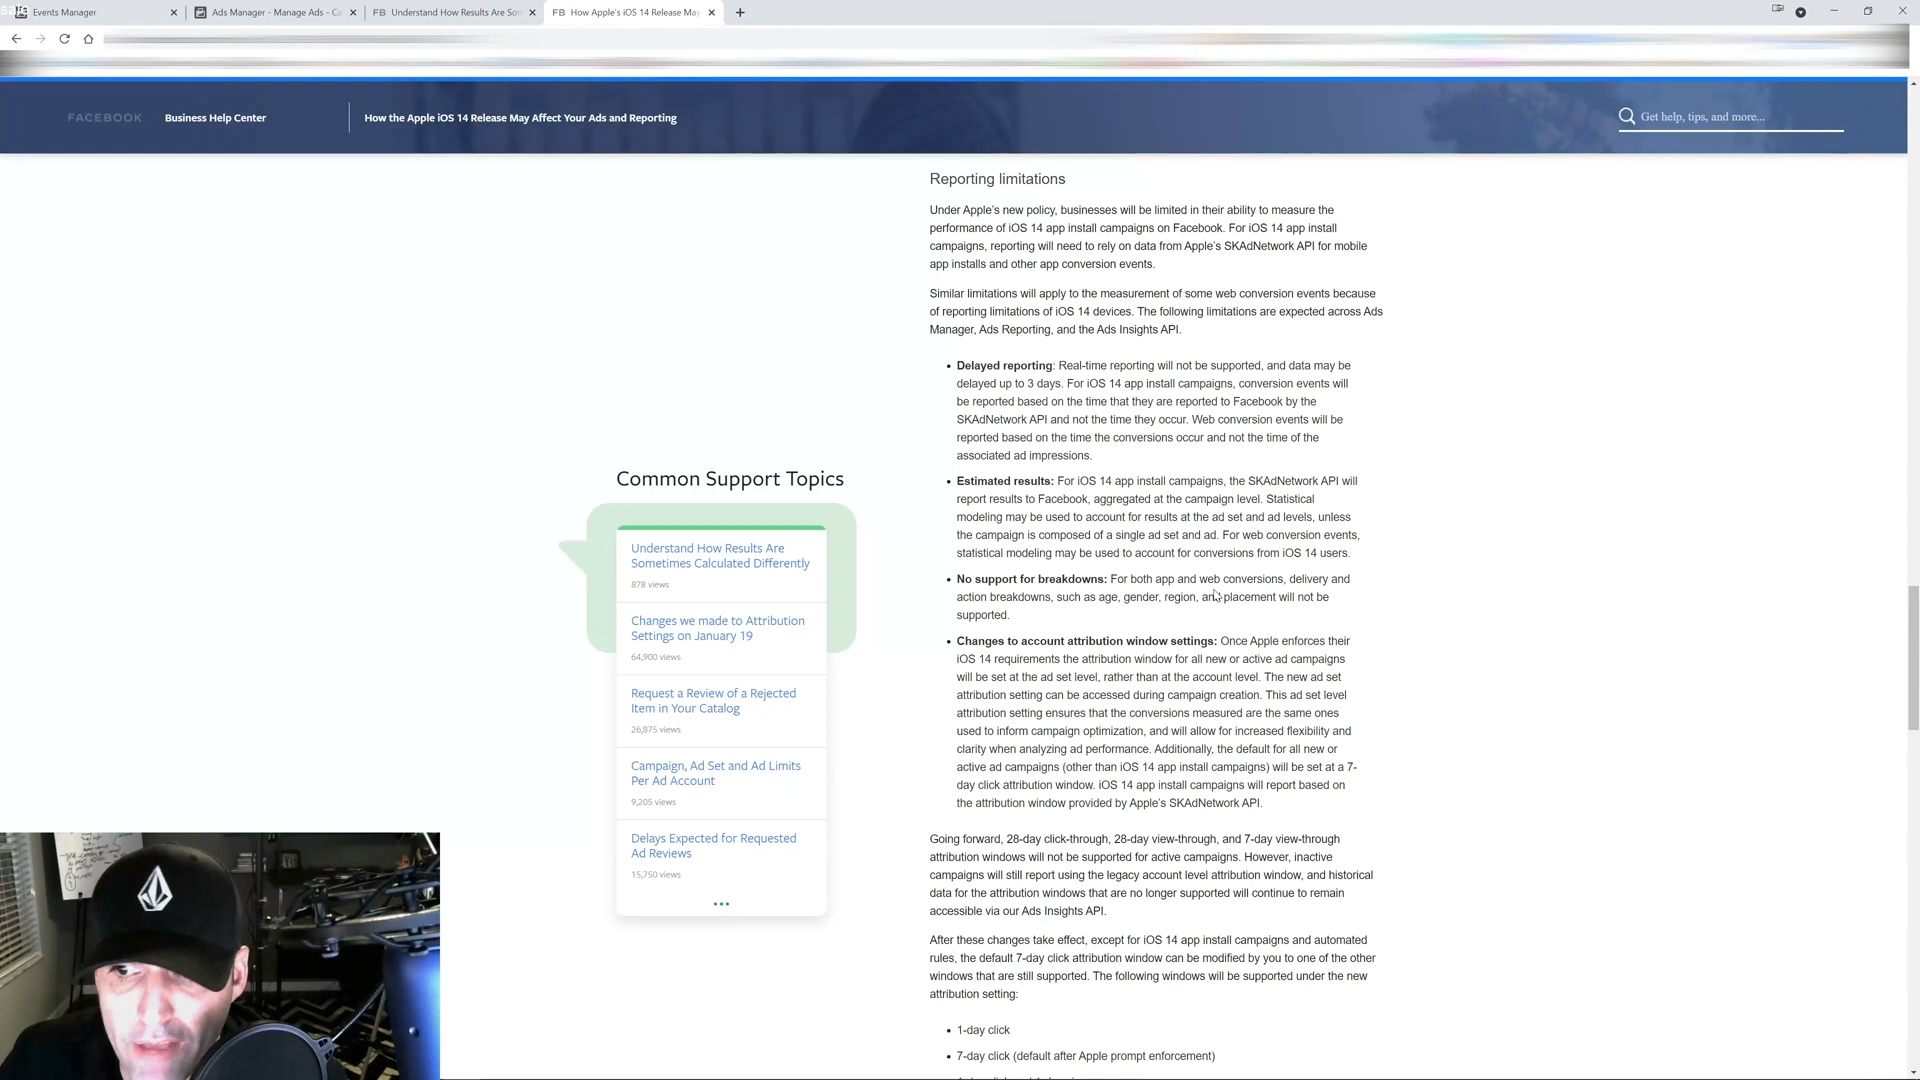 Events Manager
Ads Manager - Manage Ads - Ca
FB Understand How Results Are Som
FB How Apple's iOS 14 Release May
FACEBOOK Business Help Center How the Apple iOS 14 Release May Affect Your Ads and Reporting
Get help, tips, and more...
Common Support Topics
Understand How Results Are
Sometimes Calculated Differently
878 views
Changes we made to Attribution
Settings on January 19
64,900 views
Request a Review of a Rejected
Item in Your Catalog
26,875 views
Campaign, Ad Set and Ad Limits
Per Ad Account
9,205 views
Delays Expected for Requested
Ad Reviews
15,750 views
Reporting limitations
Under Apple's new policy, businesses will be limited in their ability to measure the
performance of iOS 14 app install campaigns on Facebook. For iOS 14 app install
campaigns, reporting will need to rely on data from Apple's SKAdNetwork API for mobile
app installs and other app conversion events.
Similar limitations will apply to the measurement of some web conversion events because
of reporting limitations of iOS 14 devices. The following limitations are expected across Ads
Manager, Ads Reporting, and the Ads Insights API.
• Delayed reporting: Real-time reporting will not be supported, and data may be
delayed up to 3 days. For iOS 14 app install campaigns, conversion events will
be reported based on the time that they are reported to Facebook by the
SKAdNetwork API and not the time they occur. Web conversion events will be
reported based on the time the conversions occur and not the time of the
associated ad impressions.
• Estimated results: For iOS 14 app install campaigns, the SKAdNetwork API will
report results to Facebook, aggregated at the campaign level. Statistical
modeling may be used to account for results at the ad set and ad levels, unless
the campaign is composed of a single ad set and ad. For web conversion events,
statistical modeling may be used to account for conversions from iOS 14 users.
• No support for breakdowns: For both app and web conversions, delivery and
action breakdowns, such as age, gender, region, and placement will not be
supported.
• Changes to account attribution window settings: Once Apple enforces their
iOS 14 requirements the attribution window for all new or active ad campaigns
will be set at the ad set level, rather than at the account level. The new ad set
attribution setting can be accessed during campaign creation. This ad set level
attribution setting ensures that the conversions measured are the same ones
used to inform campaign optimization, and will allow for increased flexibility and
clarity when analyzing ad performance. Additionally, the default for all new or
active ad campaigns (other than iOS 14 app install campaigns) will be set at a 7-
day click attribution window. iOS 14 app install campaigns will report based on
the attribution window provided by Apple's SKAdNetwork API.
Going forward, 28-day click-through, 28-day view-through, and 7-day view-through
attribution windows will not be supported for active campaigns. However, inactive
campaigns will still report using the legacy account level attribution window, and historical
data for the attribution windows that are no longer supported will continue to remain
accessible via our Ads Insights API.
After these changes take effect, except for iOS 14 app install campaigns and automated
rules, the default 7-day click attribution window can be modified by you to one of the other
windows that are still supported. The following windows will be supported under the new
attribution setting:
• 1-day click
• 7-day click (default after Apple prompt enforcement)